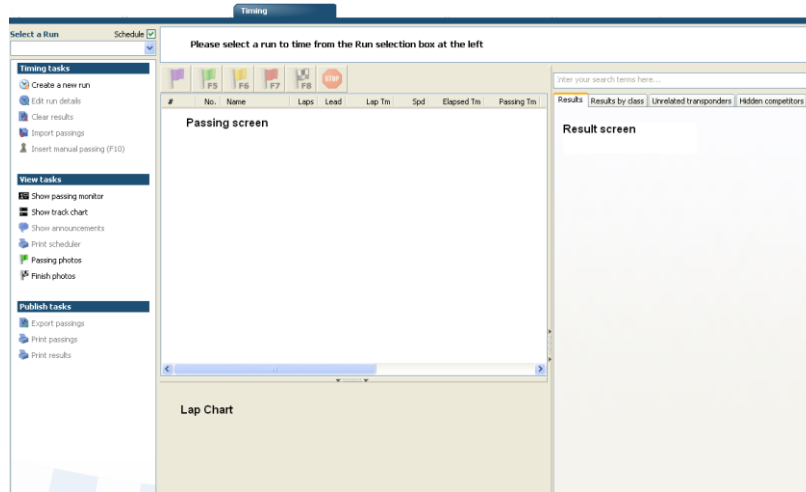 Timing
Select a Run
Schedule
Please select a run to time from the Run selection box at the left
Timing tasks
Create a new run
Edit run details
Clear results
Import passings
Insert manual passing (F10)
View tasks
Show passing monitor
Show track chart
Show announcements
Print scheduler
Passing photos
Finish photos
Publish tasks
Export passings
Print passings
Print results
F5 F6 F7 F8 STOP
# No. Name Laps Lead Lap Tm Spd Elapsed Tm Passing Tm
Passing screen
Lap Chart
nter your search terms here...
Results Results by class Unrelated transponders Hidden competitors
Result screen